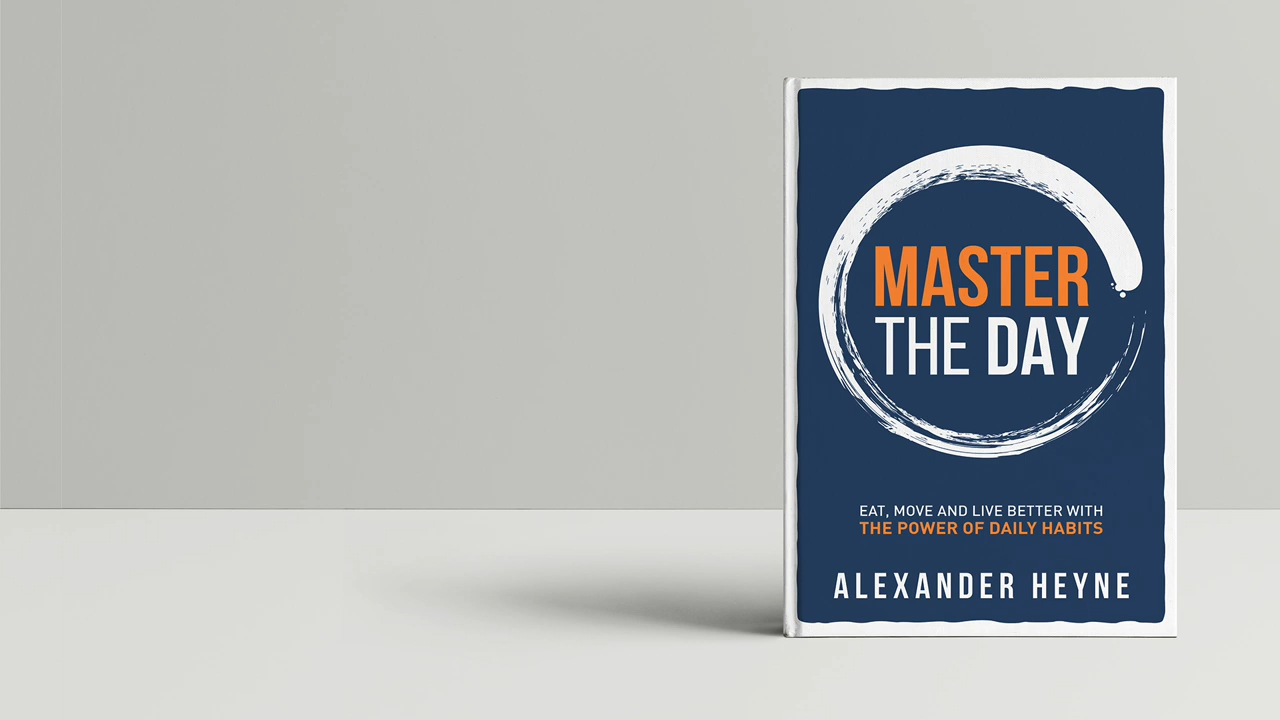 MASTER
THE DAY
EAT, MOVE AND LIVE BETTER WITH
THE POWER OF DAILY HABITS
ALEXANDER HEYNE